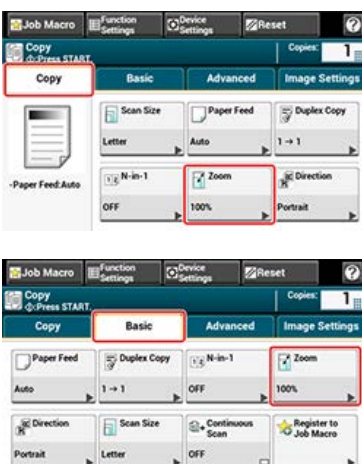 Job Macro Function Settings Device Settings Reset ?
Copy Copies: 1
Press START.
Copy Basic Advanced Image Settings
Scan Size Paper Feed Duplex Copy
Letter Auto 1→1
-Paper Feed:Auto
N-in-1 Zoom Direction
OFF 100% Portrait
Job Macro Function Settings Device Settings Reset ?
Copy Copies: 1
Press START.
Copy Basic Advanced Image Settings
Paper Feed Duplex Copy N-in-1 Zoom
Auto 1→1 OFF 100%
Direction Scan Size Continuous Scan Register to Job Macro
Portrait Letter OFF